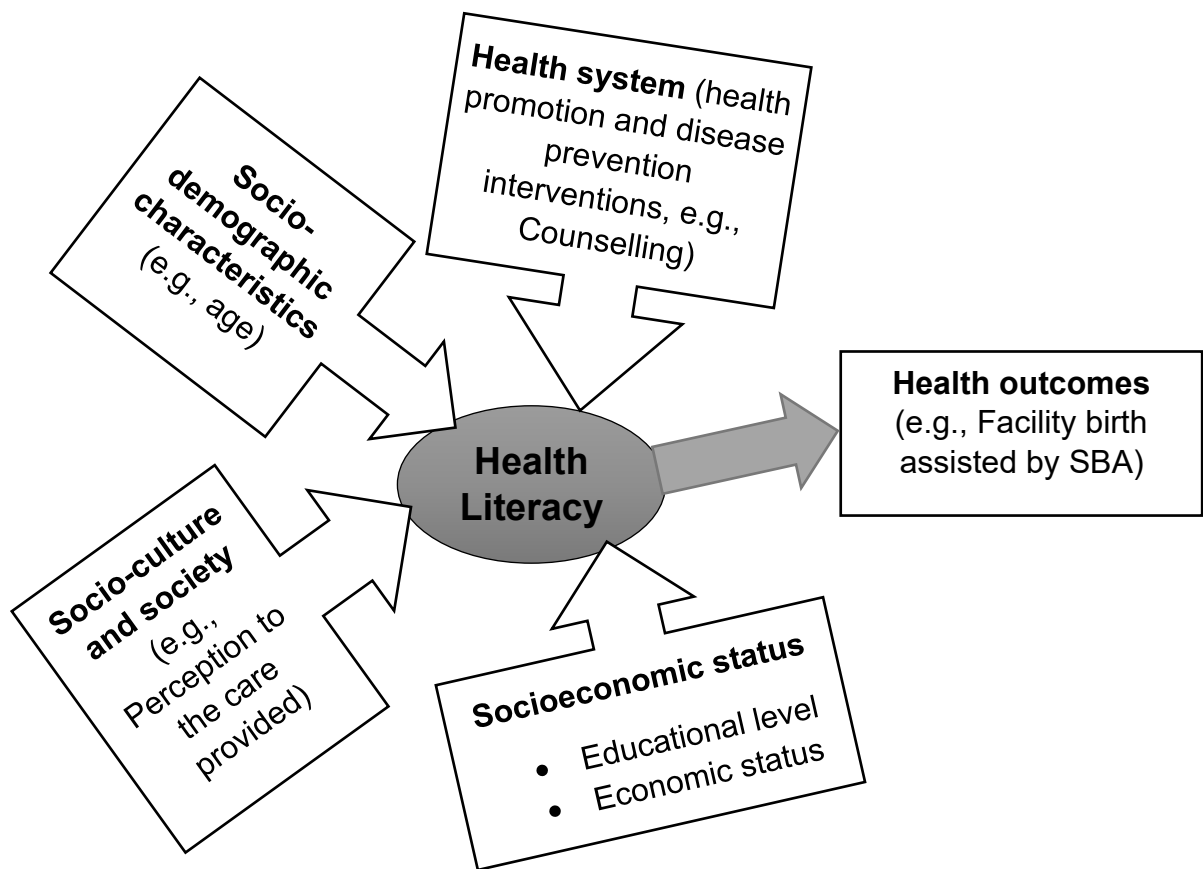 Health system (health
promotion and disease
prevention
interventions, e.g.,
Counselling)
Socio-
demographic
characteristics
(e.g., age)
Health outcomes
(e.g., Facility birth
assisted by SBA)
Health
Literacy
Socio-culture
and society
(e.g.,
Perception to
the care
provided)
Socioeconomic status
• Educational level
• Economic status